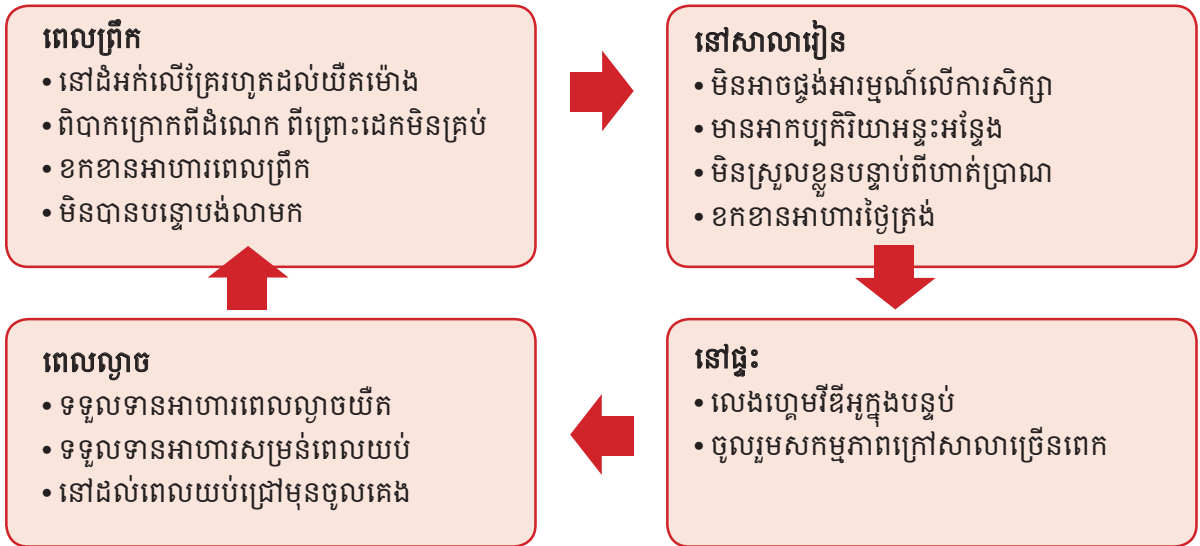 ពេលព្រឹក
• នៅដំអក់លើគ្រែរហូតដល់យឺតម៉ោង
• ពិបាកក្រោកពីដំណេក ពីព្រោះដេកមិនគ្រប់
• ខកខានអាហារពេលព្រឹក
• មិនបានបន្ទោបង់លាមក
នៅសាលារៀន
• មិនអាចផ្ចង់អារម្មណ៍លើការសិក្សា
• មានអាកប្បកិរិយាអន្ទះអន្ទែង
• មិនស្រួលខ្លួនបន្ទាប់ពីហាត់ប្រាណ
• ខកខានអាហារថ្ងៃត្រង់
នៅផ្ទះ
• លេងហ្គេមវីឌីអូក្នុងបន្ទប់
• ចូលរួមសកម្មភាពក្រៅសាលាច្រើនពេក
ពេលល្ងាច
• ទទួលទានអាហារពេលល្ងាចយឺត
• ទទួលទានអាហារសម្រន់ពេលយប់
• នៅដល់ពេលយប់ជ្រៅមុនចូលគេង